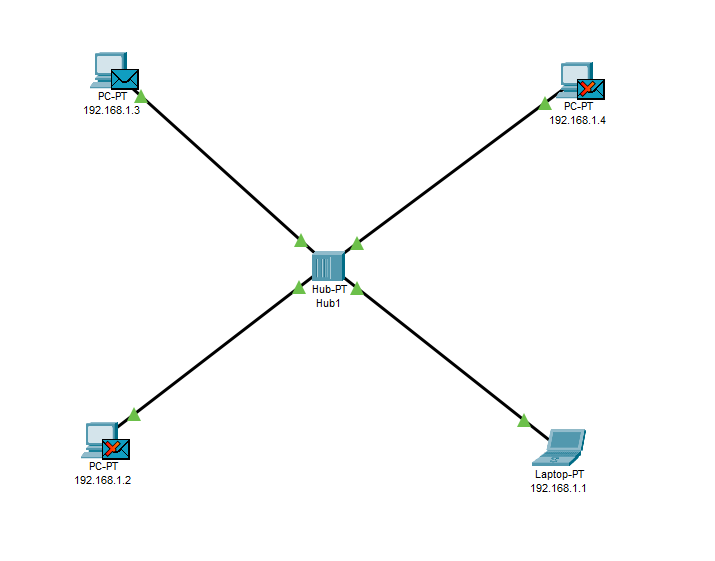 PC-PT
192.168.1.3
PC-PT
192.168.1.4
Hub-PT
Hub1
PC-PT
192.168.1.2
Laptop-PT
192.168.1.1